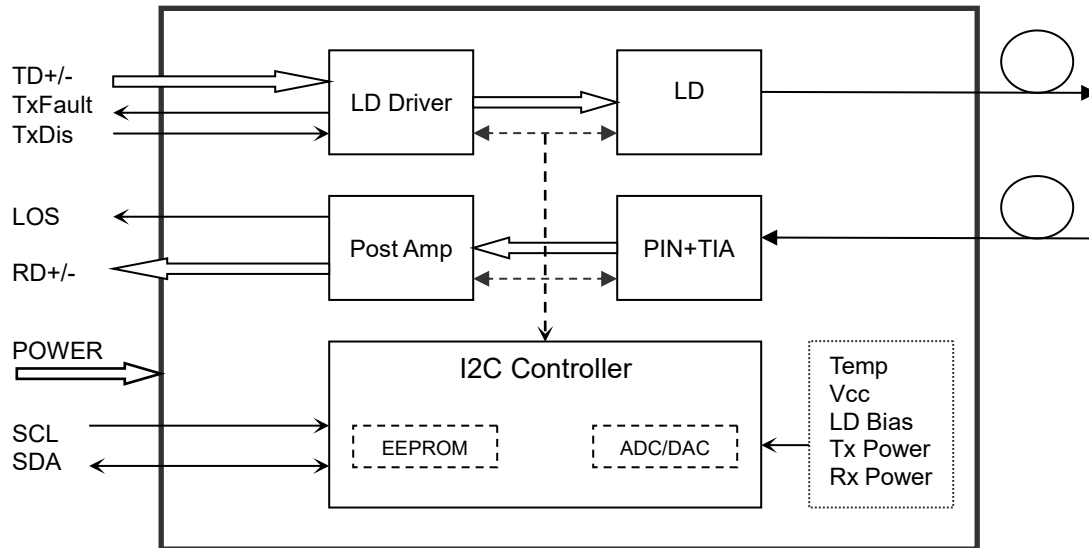 TD+/-
TxFault
TxDis
LD Driver
LD
LOS
RD+/-
Post Amp
PIN+TIA
POWER
SCL
SDA
I2C Controller
EEPROM
ADC/DAC
Temp
Vcc
LD Bias
Tx Power
Rx Power